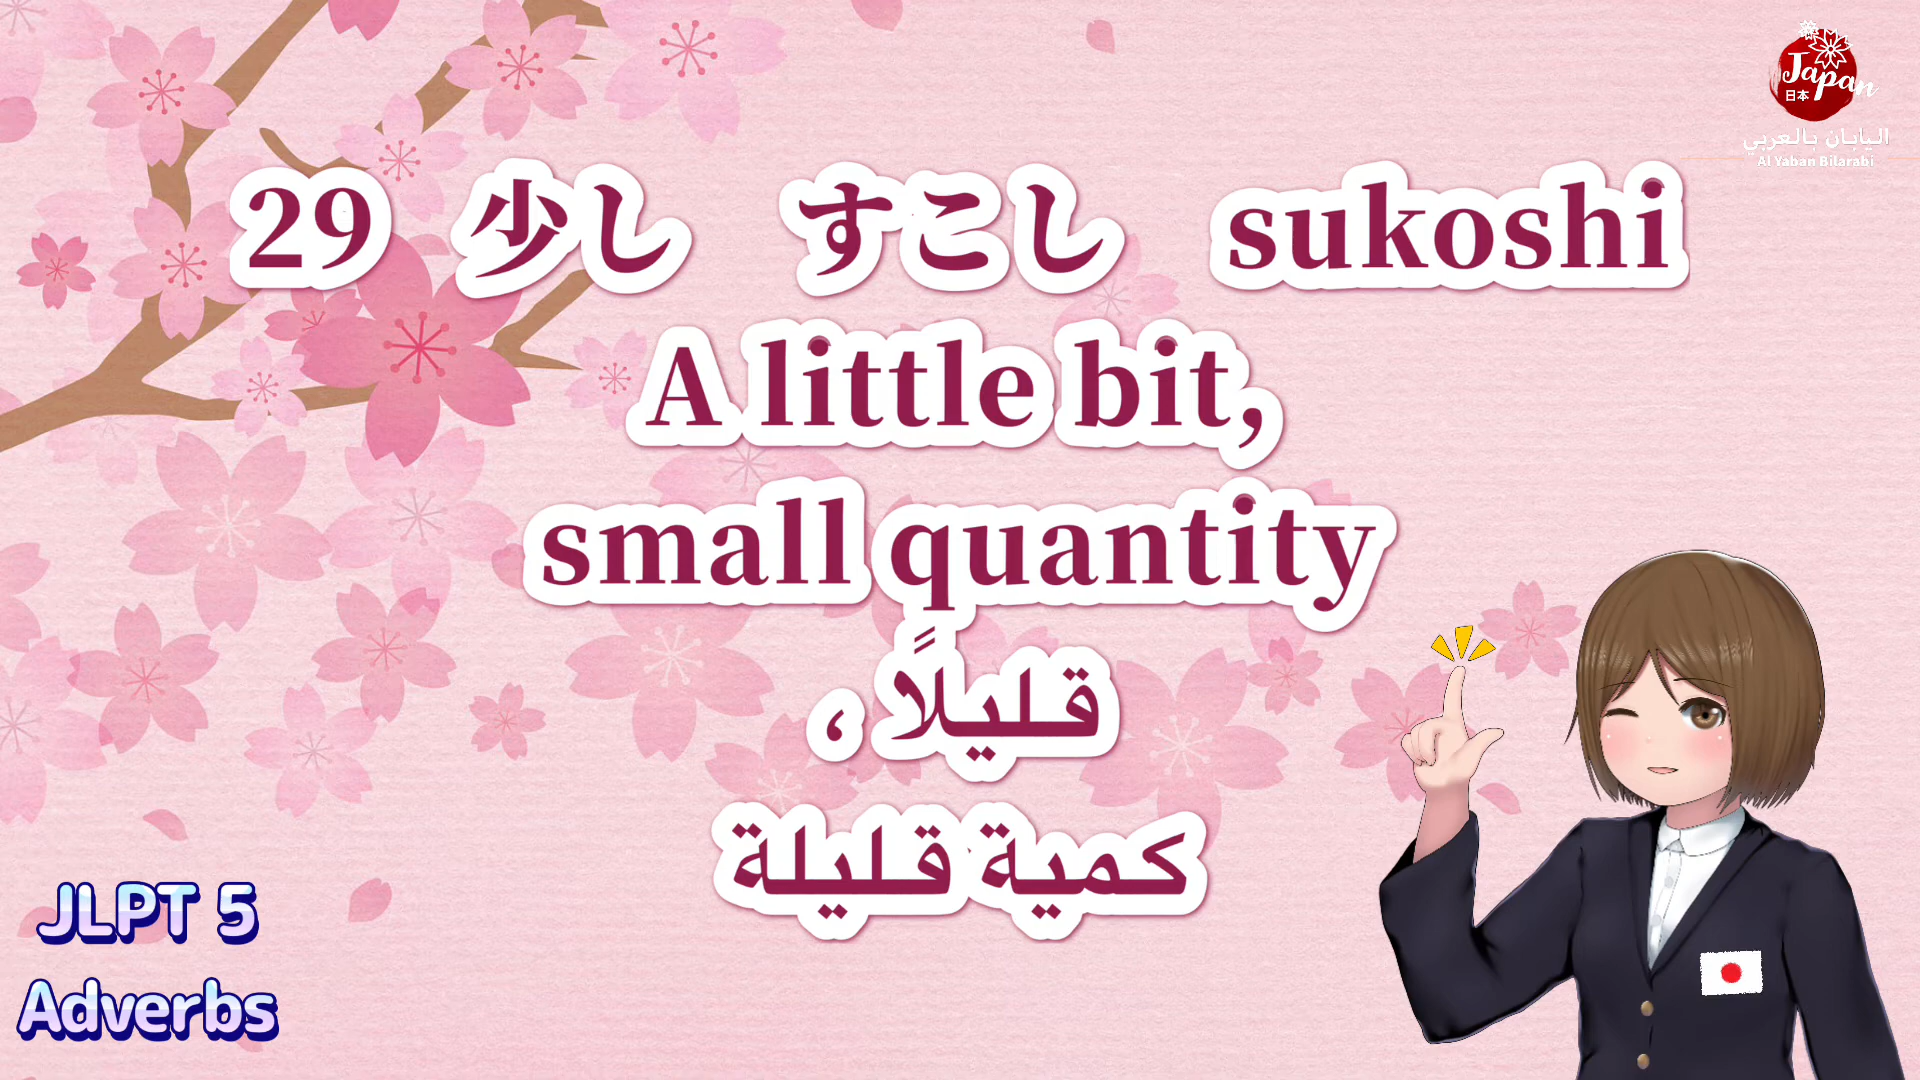 Japan
日本
اليابان بالعربي
Al Yaban Bilarabi
29 少し すこし sukoshi
A little bit,
small quantity
قليلاً ،
كمية قليلة
JLPT 5
Adverbs